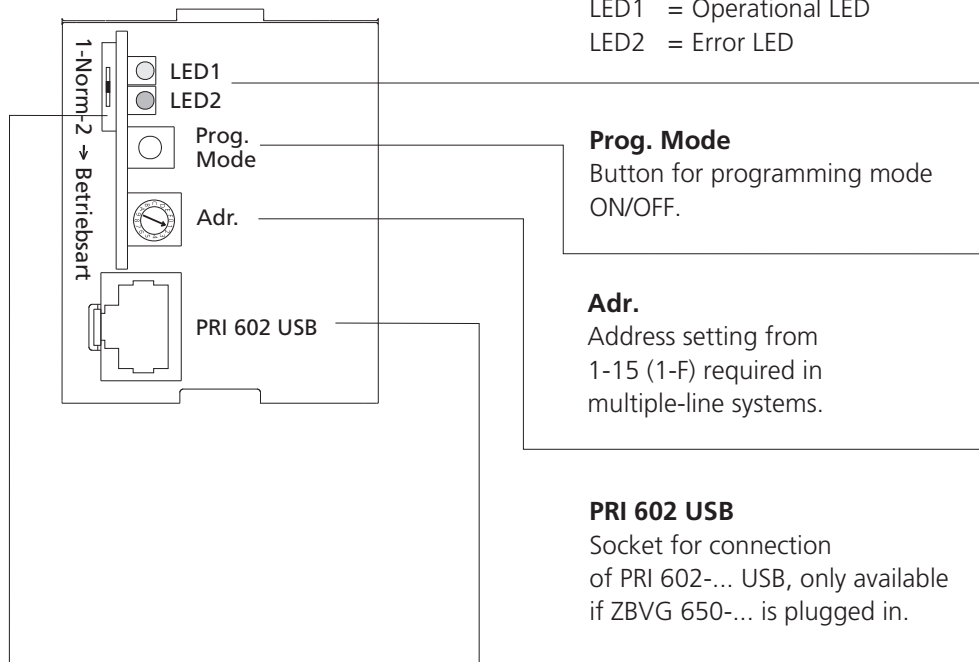 1-Norm-2 → Betriebsart
LED1
LED2
Prog.
Mode
Adr.
PRI 602 USB
LED1 = Operational LED
LED2 = Error LED
Prog. Mode
Button for programming mode
ON/OFF.
Adr.
Address setting from
1-15 (1-F) required in
multiple-line systems.
PRI 602 USB
Socket for connection
of PRI 602-... USB, only available
if ZBVG 650-... is plugged in.